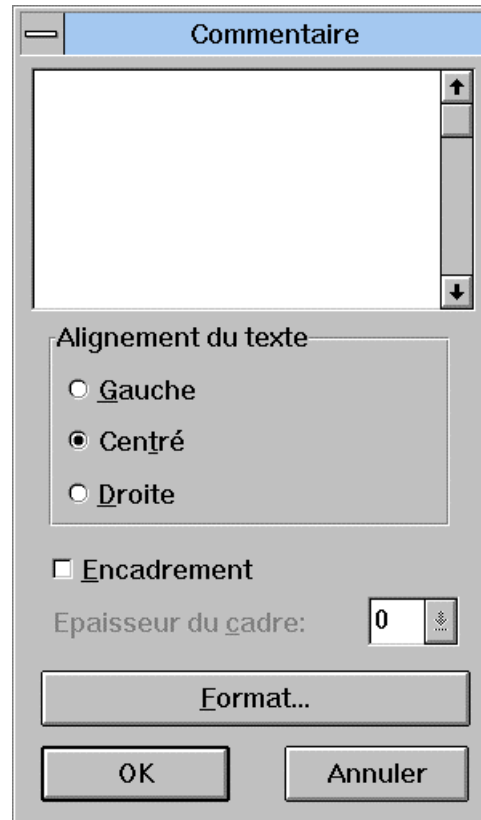 Commentaire
Alignement du texte
Gauche
Centré
Droite
Encadrement
Epaisseur du cadre: 0
Format...
OK Annuler